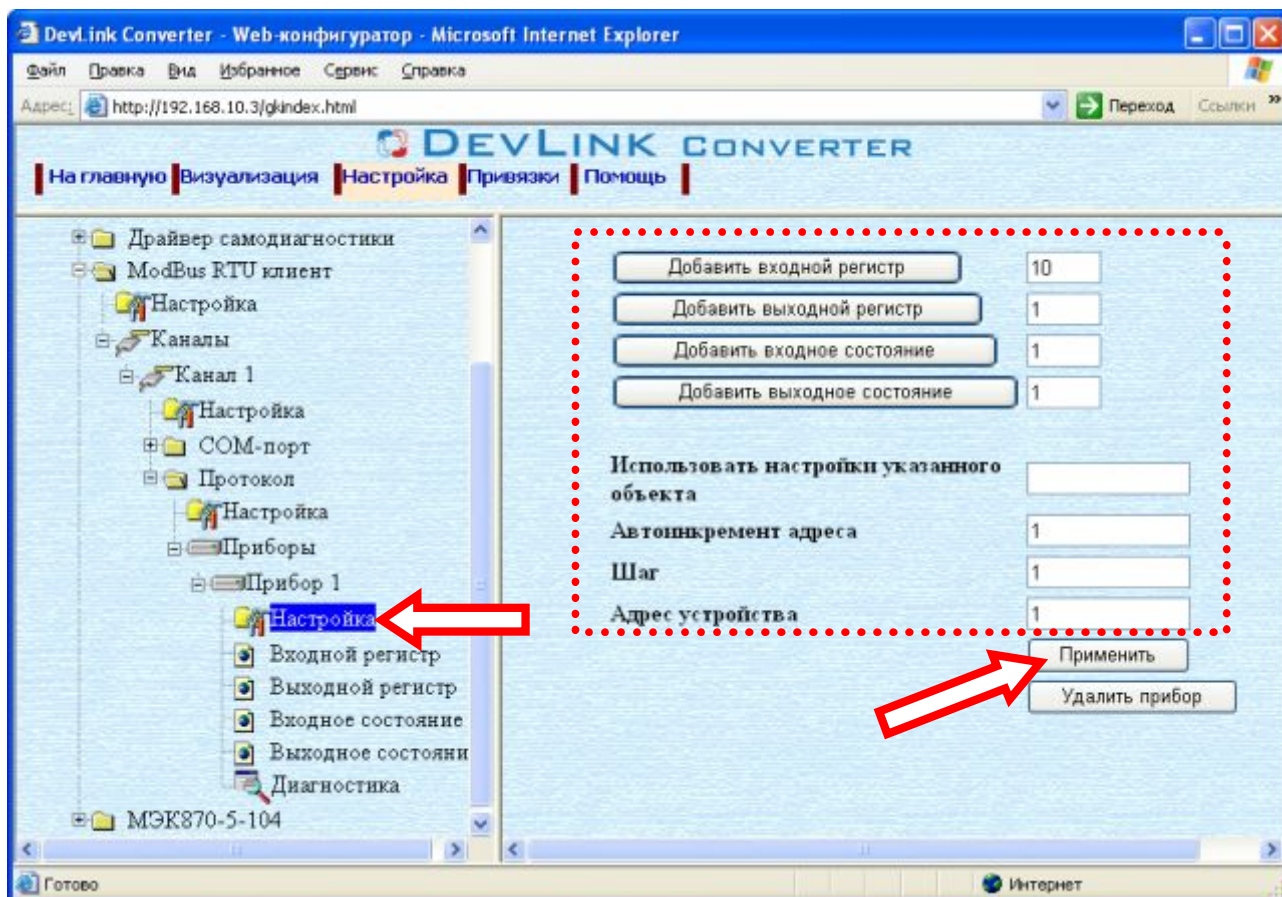 DevLink Converter - Web-конфигуратор - Microsoft Internet Explorer
Файл Правка Вид Избранное Сервис Справка
Адрес: http://192.168.10.3/gkindex.html Переход Ссылки »
DEVLINK CONVERTER
На главную Визуализация Настройка Привязки Помощь
Драйвер самодиагностики
ModBus RTU клиент
Настройка
Каналы
Канал 1
Настройка
COM-порт
Протокол
Настройка
Приборы
Прибор 1
Настройка
Входной регистр
Выходной регистр
Входное состояние
Выходное состояни
Диагностика
МЭК870-5-104
Добавить входной регистр 10
Добавить выходной регистр 1
Добавить входное состояние 1
Добавить выходное состояние 1
Использовать настройки указанного
объекта
Автоинкремент адреса 1
Шаг 1
Адрес устройства 1
Применить
Удалить прибор
Готово Интернет